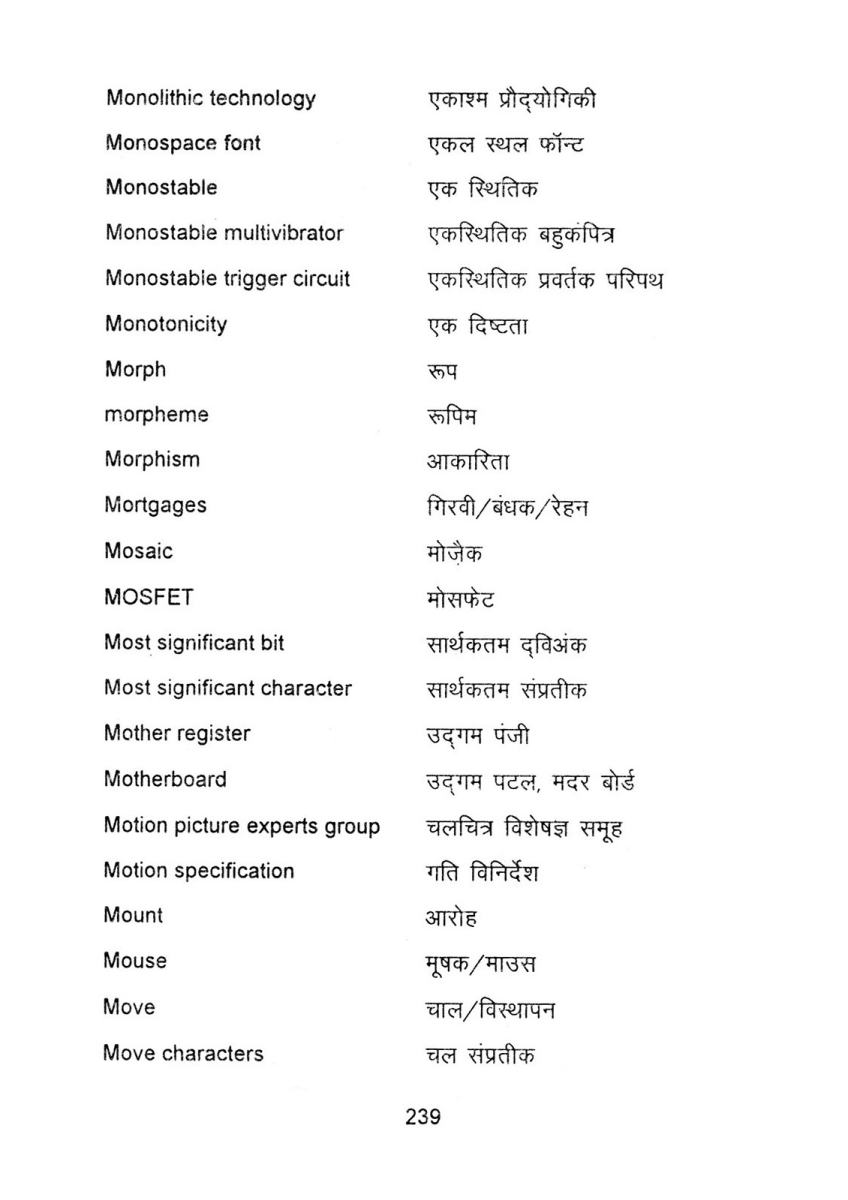 Monolithic technology एकाश्म प्रौद्योगिकी
Monospace font एकल स्थल फॉन्ट
Monostable एक स्थितिक
Monostable multivibrator एकस्थितिक बहुकंपित्र
Monostable trigger circuit एकस्थितिक प्रवर्तक परिपथ
Monotonicity एक दिष्टता
Morph रूप
morpheme रूपिम
Morphism आकारिता
Mortgages गिरवी/बंधक/रेहन
Mosaic मोज़ैक
MOSFET मोसफेट
Most significant bit सार्थकतम द्विअंक
Most significant character सार्थकतम संप्रतीक
Mother register उद्गम पंजी
Motherboard उद्गम पटल, मदर बोर्ड
Motion picture experts group चलचित्र विशेषज्ञ समूह
Motion specification गति विनिर्देश
Mount आरोह
Mouse मूषक/माउस
Move चाल/विस्थापन
Move characters चल संप्रतीक
239